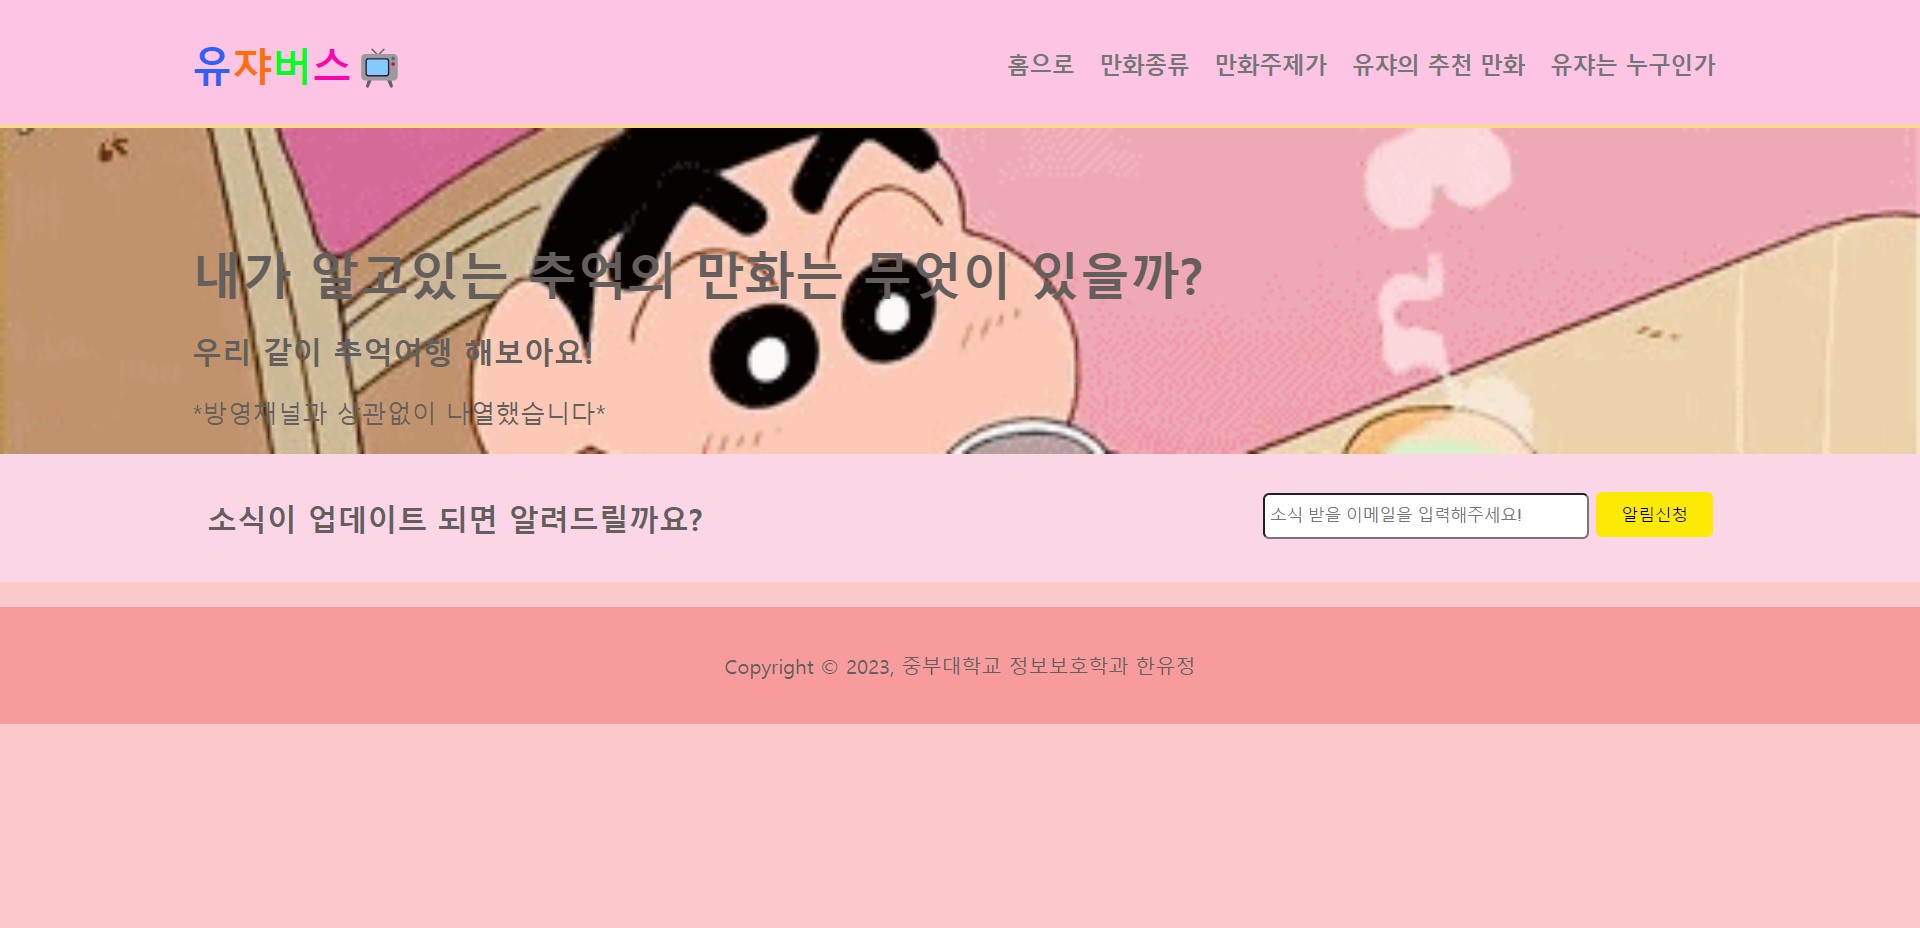 유쟈버스
홈으로 만화종류 만화주제가 유쟈의 추천 만화 유쟈는 누구인가
내가 알고있는 추억의 만화는 무엇이 있을까?
우리 같이 추억여행 해보아요!
*방영채널과 상관없이 나열했습니다*
소식이 업데이트 되면 알려드릴까요?
소식 받을 이메일을 입력해주세요!
알림신청
Copyright © 2023, 중부대학교 정보보호학과 한유정